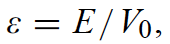 ε = E/V₀,